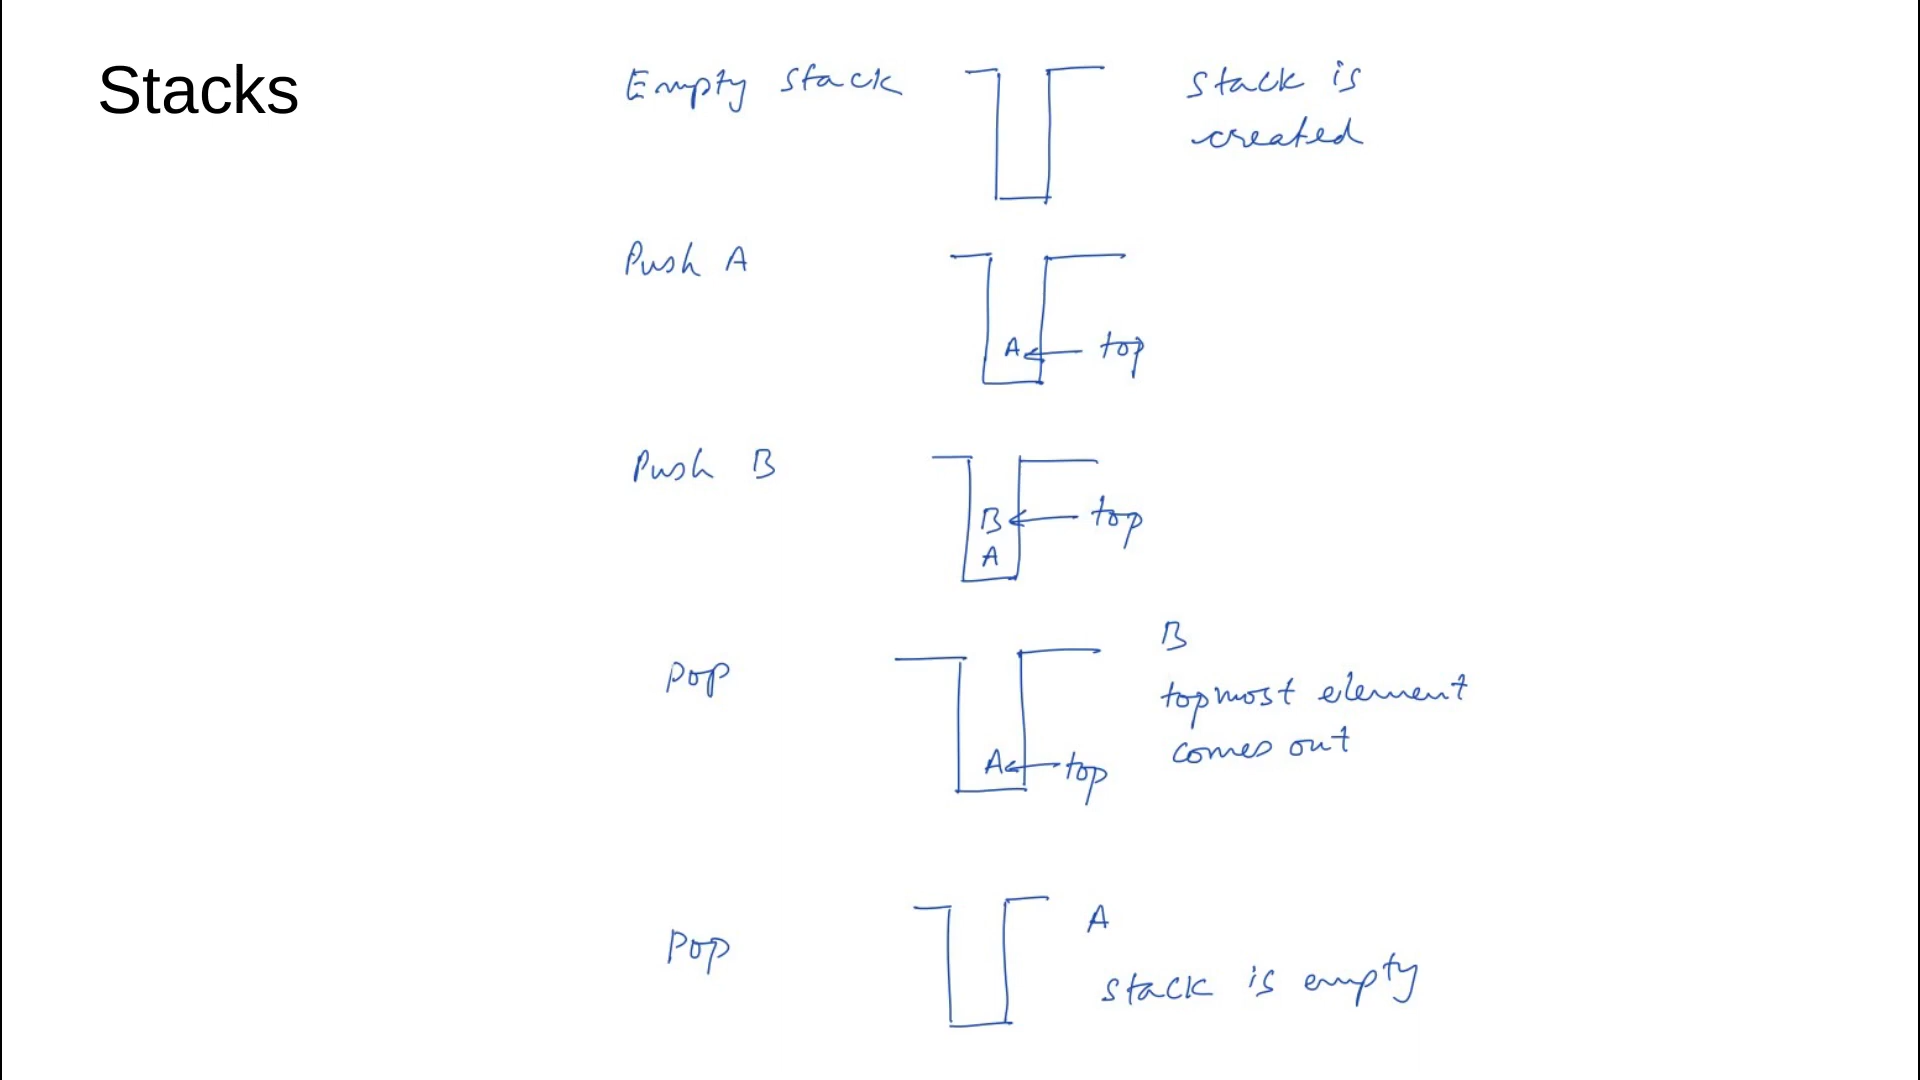 Stacks
Empty stack
stack is
created
Push A
A
top
Push B
B
top
A
pop
B
topmost element
comes out
A
top
pop
A
stack is empty